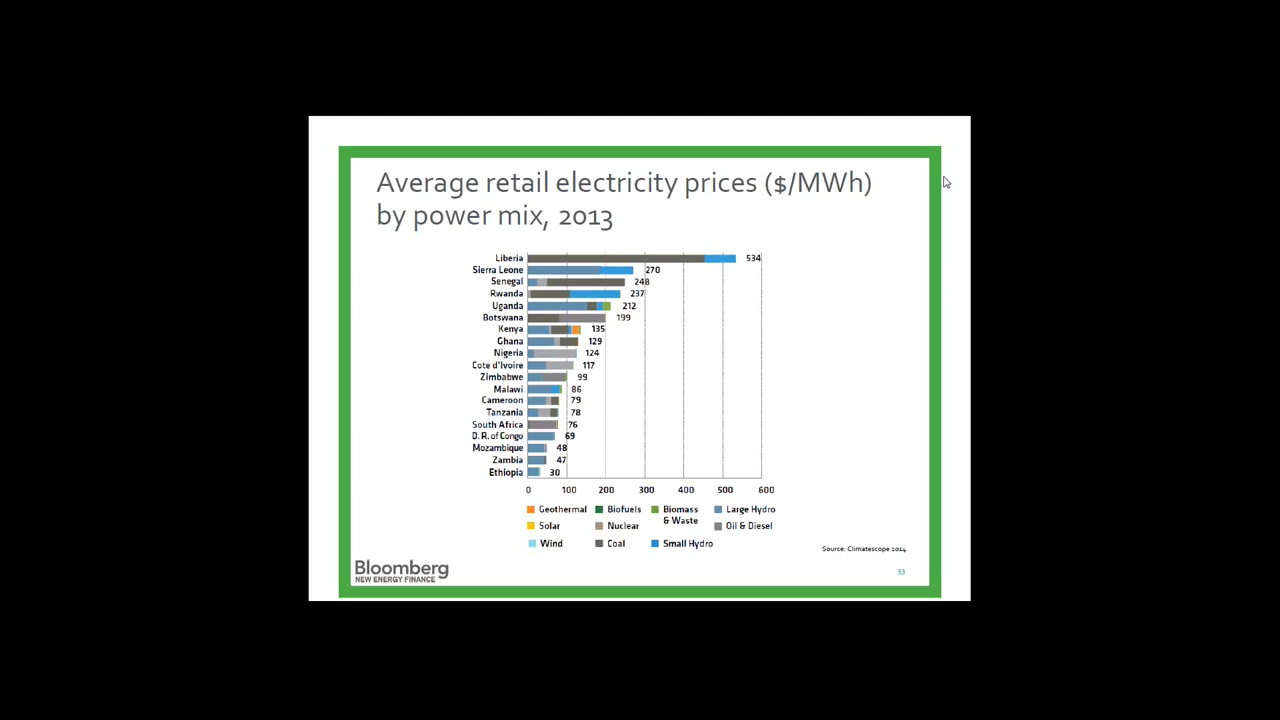 Average retail electricity prices ($/MWh)
by power mix, 2013
Liberia 534
Sierra Leone 270
Senegal 248
Rwanda 237
Uganda 212
Botswana 199
Kenya 135
Ghana 129
Nigeria 124
Cote d'Ivoire 117
Zimbabwe 99
Malawi 86
Cameroon 79
Tanzania 78
South Africa 76
D. R. of Congo 69
Mozambique 48
Zambia 47
Ethiopia 30
0 100 200 300 400 500 600
Geothermal Biofuels Biomass Large Hydro
& Waste
Solar Nuclear Oil & Diesel
Wind Coal Small Hydro
Source: Climatescope 2014
Bloomberg
NEW ENERGY FINANCE
33